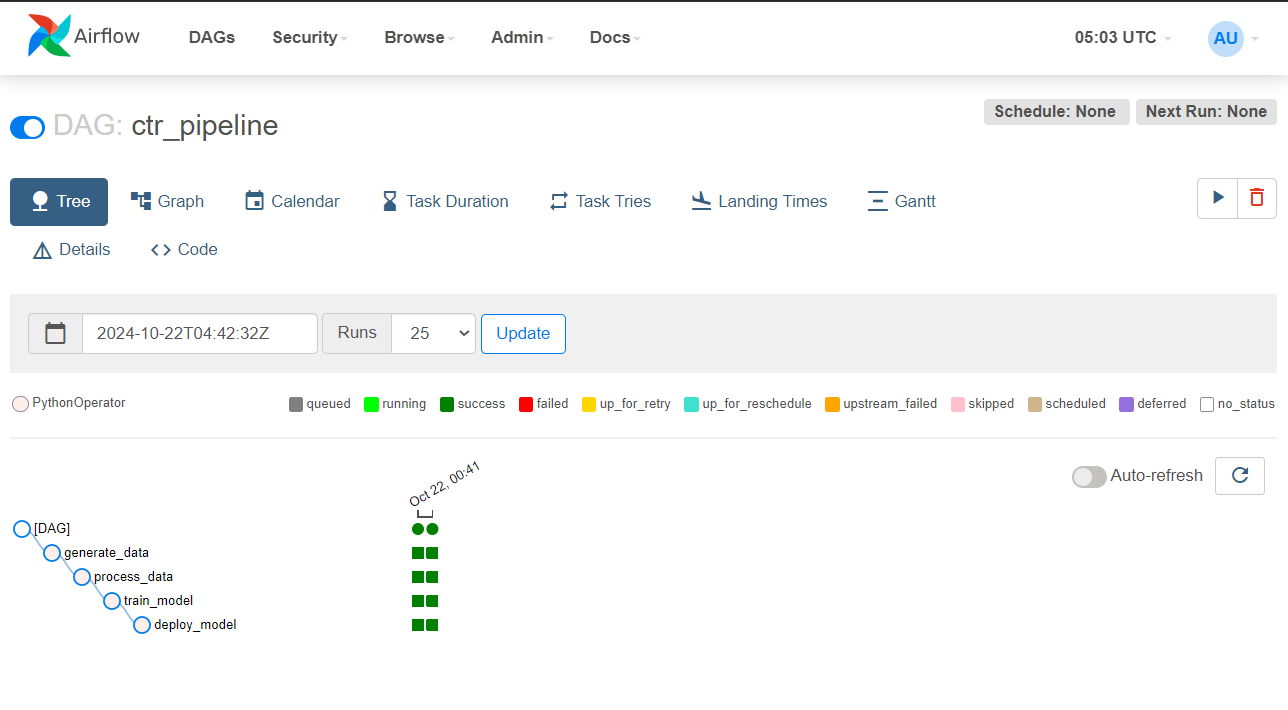 Airflow DAGs Security Browse Admin Docs 05:03 UTC AU
Schedule: None Next Run: None
DAG: ctr_pipeline
Tree Graph Calendar Task Duration Task Tries Landing Times Gantt
Details Code
2024-10-22T04:42:32Z Runs 25 Update
PythonOperator queued running success failed up_for_retry up_for_reschedule upstream_failed skipped scheduled deferred no_status
Oct 22, 00:41
Auto-refresh
[DAG]
generate_data
process_data
train_model
deploy_model